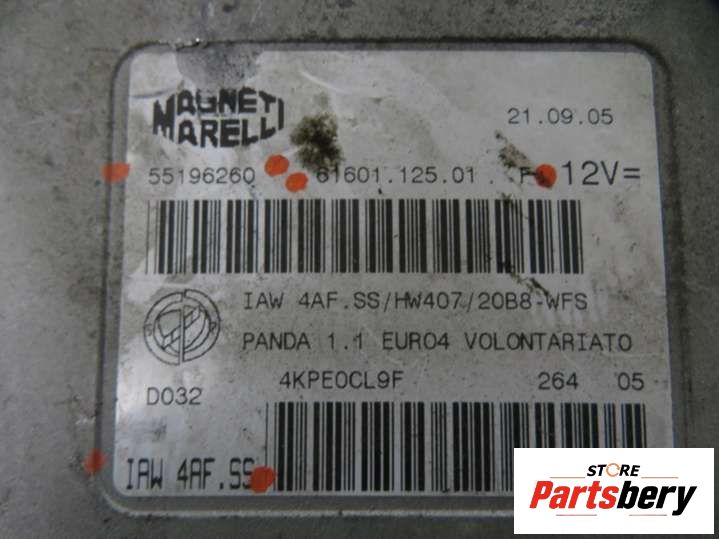 MAGNETI
MARELLI
21.09.05
55196260 61601.125.01 12V=
IAW 4AF.SS/HW407/20B8-WFS
PANDA 1.1 EURO4 VOLONTARIATO
4KPE0CL9F 264 05
D032
IAW 4AF.SS
STORE
Partsbery